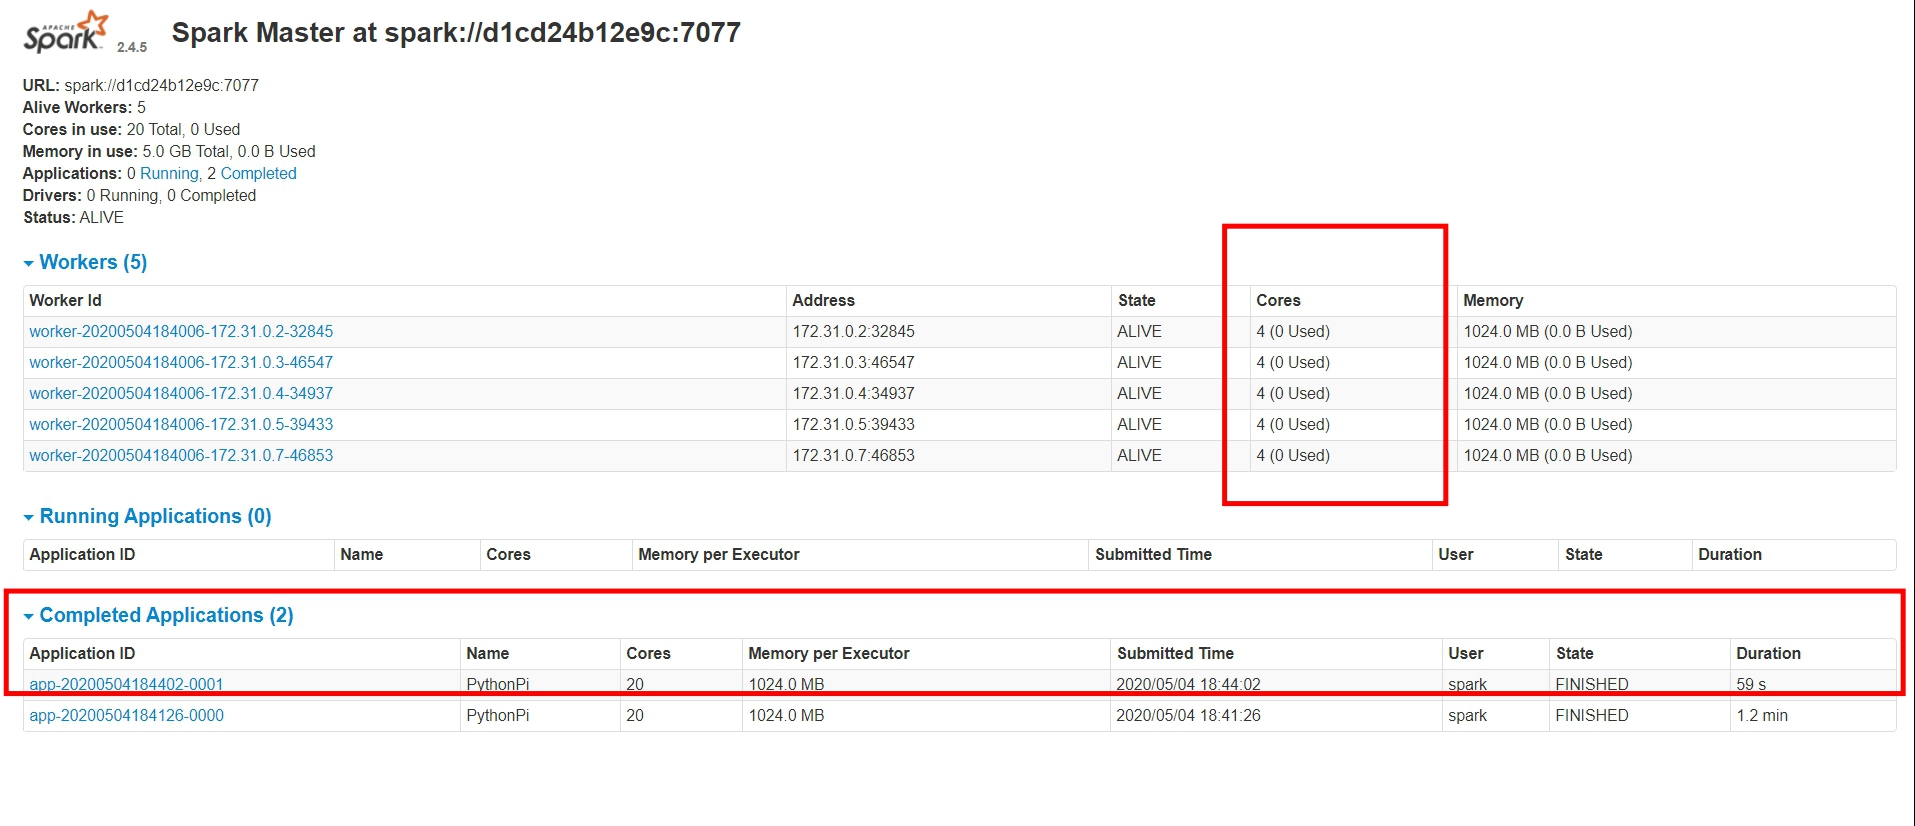 APACHE Spark 2.4.5 Spark Master at spark://d1cd24b12e9c:7077
URL: spark://d1cd24b12e9c:7077
Alive Workers: 5
Cores in use: 20 Total, 0 Used
Memory in use: 5.0 GB Total, 0.0 B Used
Applications: 0 Running, 2 Completed
Drivers: 0 Running, 0 Completed
Status: ALIVE
Workers (5)
Worker Id Address State Cores Memory
worker-20200504184006-172.31.0.2-32845 172.31.0.2:32845 ALIVE 4 (0 Used) 1024.0 MB (0.0 B Used)
worker-20200504184006-172.31.0.3-46547 172.31.0.3:46547 ALIVE 4 (0 Used) 1024.0 MB (0.0 B Used)
worker-20200504184006-172.31.0.4-34937 172.31.0.4:34937 ALIVE 4 (0 Used) 1024.0 MB (0.0 B Used)
worker-20200504184006-172.31.0.5-39433 172.31.0.5:39433 ALIVE 4 (0 Used) 1024.0 MB (0.0 B Used)
worker-20200504184006-172.31.0.7-46853 172.31.0.7:46853 ALIVE 4 (0 Used) 1024.0 MB (0.0 B Used)
Running Applications (0)
Application ID Name Cores Memory per Executor Submitted Time User State Duration
Completed Applications (2)
Application ID Name Cores Memory per Executor Submitted Time User State Duration
app-20200504184402-0001 PythonPi 20 1024.0 MB 2020/05/04 18:44:02 spark FINISHED 59 s
app-20200504184126-0000 PythonPi 20 1024.0 MB 2020/05/04 18:41:26 spark FINISHED 1.2 min